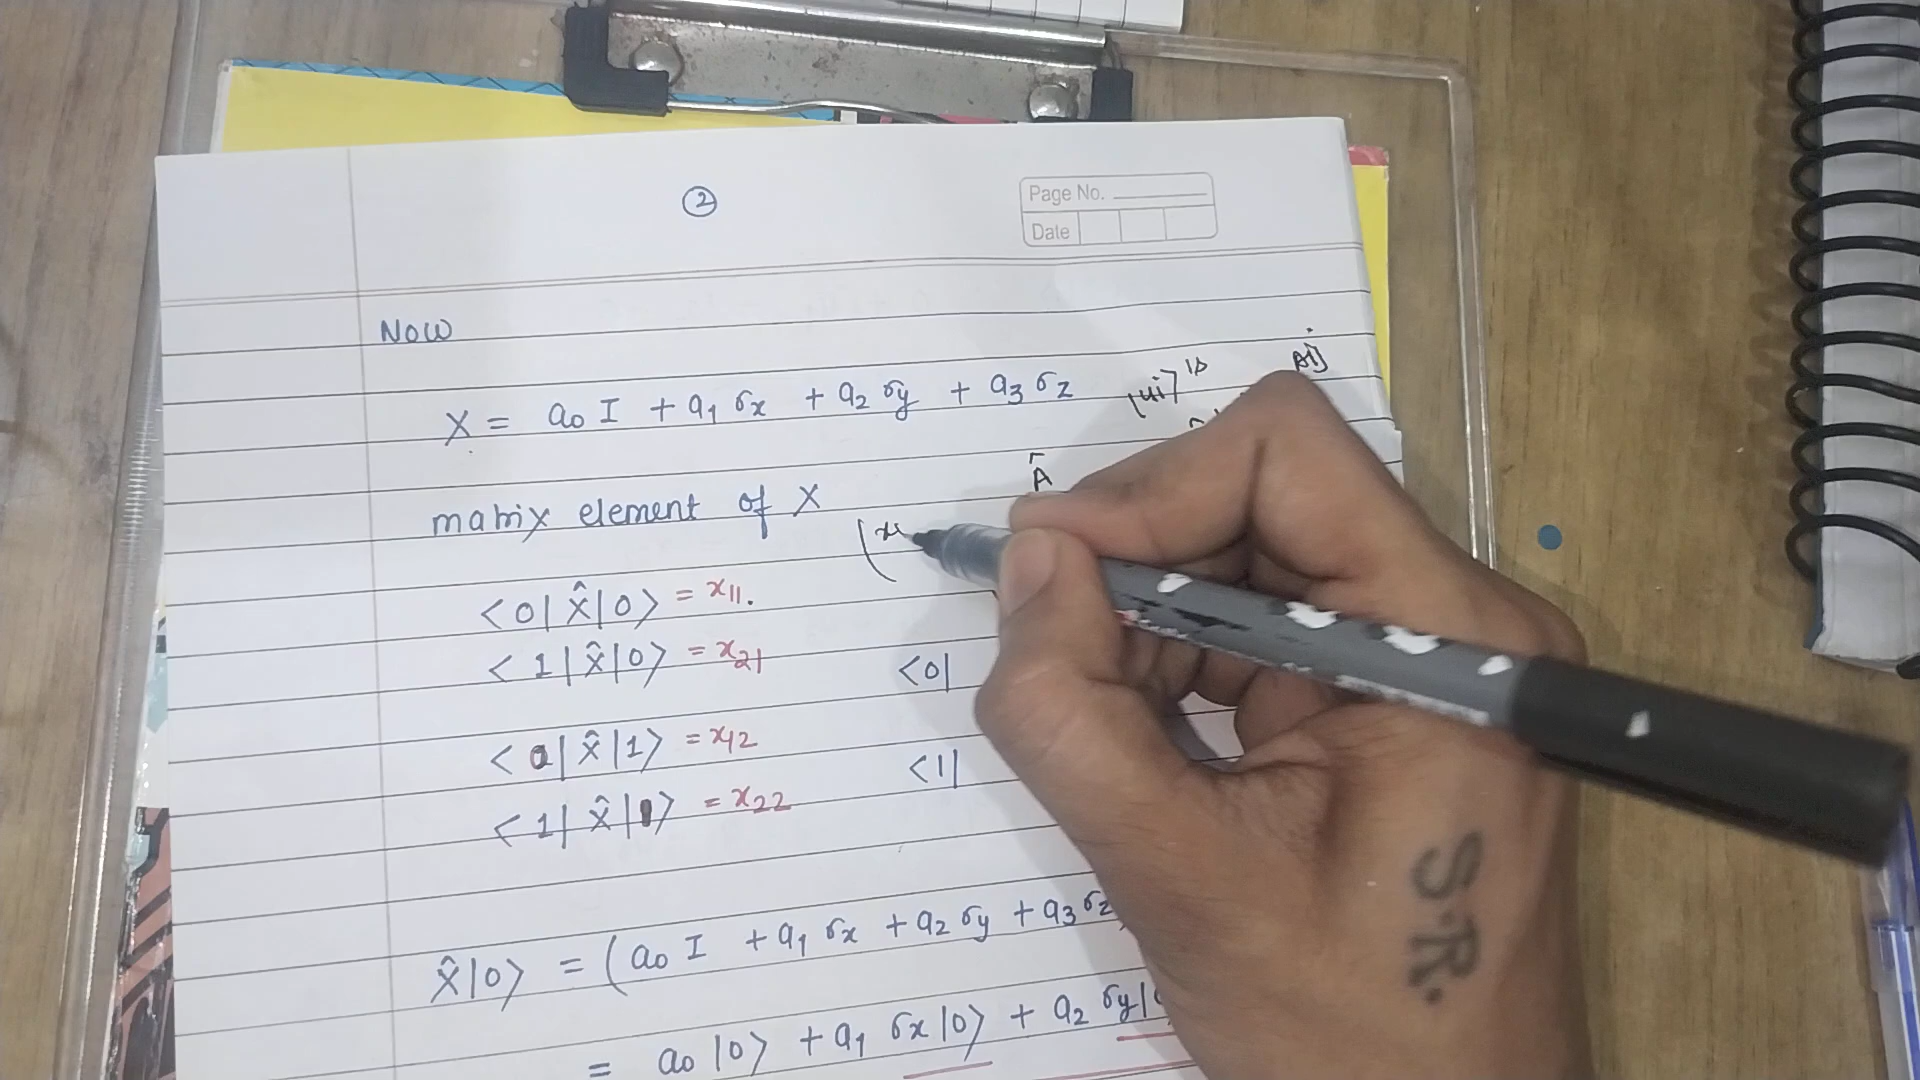 2
Page No.
Date
Now
X = a₀ I + a₁ σx + a₂ σy + a₃ σz
|ui⟩
Aij
matrix element of X
Â
⟨0| X̂ |0⟩ = x11.
⟨1| X̂ |0⟩ = x21
⟨0|
⟨0| X̂ |1⟩ = x12
⟨1|
⟨1| X̂ |1⟩ = x22
X̂|0⟩ = (a₀ I + a₁ σx + a₂ σy + a₃ σz
= a₀ |0⟩ + a₁ σx |0⟩ + a₂ σy|
S.R.